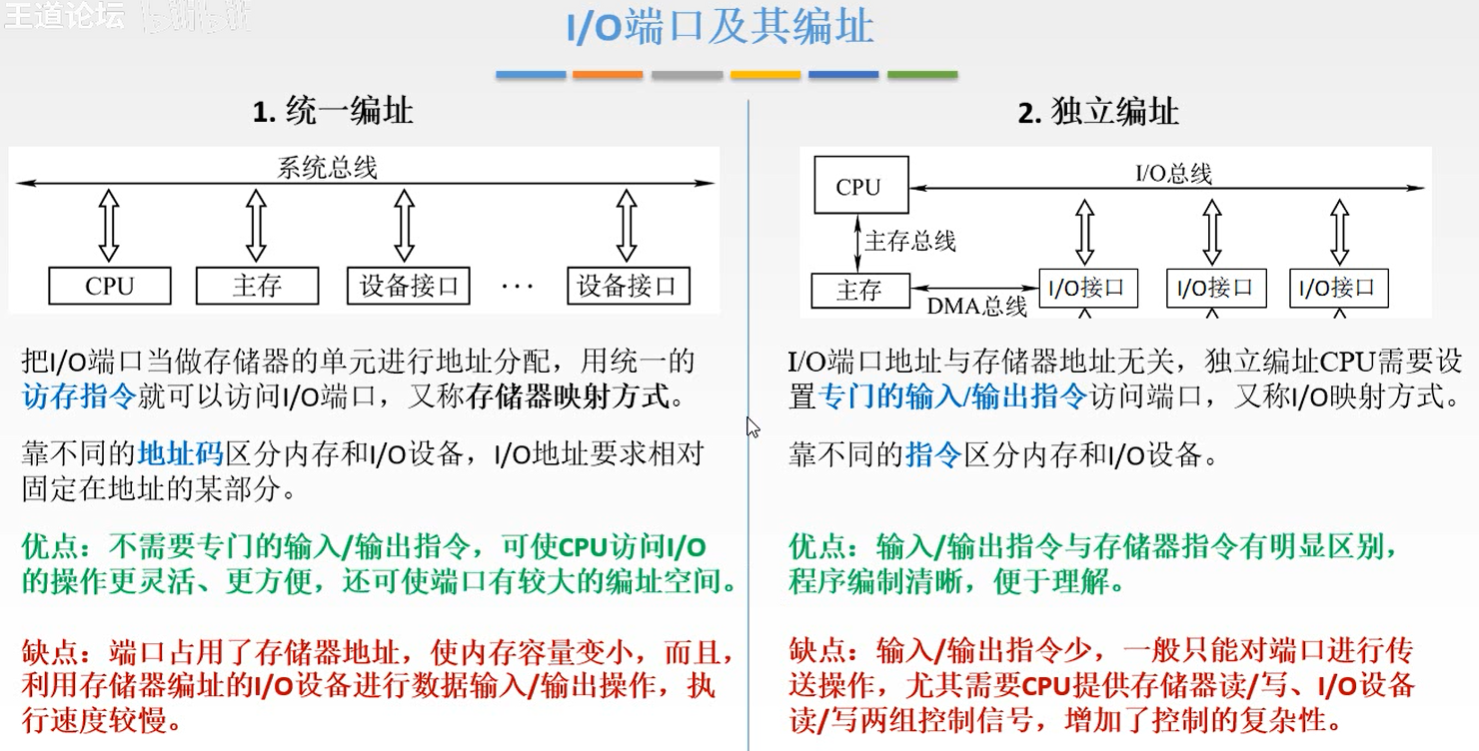 王道论坛 bilibili
I/O端口及其编址
1. 统一编址
系统总线
CPU
主存
设备接口
···
设备接口
把I/O端口当做存储器的单元进行地址分配，用统一的
访存指令就可以访问I/O端口，又称存储器映射方式。
靠不同的地址码区分内存和I/O设备，I/O地址要求相对
固定在地址的某部分。
优点：不需要专门的输入/输出指令，可使CPU访问I/O
的操作更灵活、更方便，还可使端口有较大的编址空间。
缺点：端口占用了存储器地址，使内存容量变小，而且，
利用存储器编址的I/O设备进行数据输入/输出操作，执
行速度较慢。
2. 独立编址
CPU
I/O总线
主存总线
主存
DMA总线
I/O接口
I/O接口
I/O接口
I/O端口地址与存储器地址无关，独立编址CPU需要设
置专门的输入/输出指令访问端口，又称I/O映射方式。
靠不同的指令区分内存和I/O设备。
优点：输入/输出指令与存储器指令有明显区别，
程序编制清晰，便于理解。
缺点：输入/输出指令少，一般只能对端口进行传
送操作，尤其需要CPU提供存储器读/写、I/O设备
读/写两组控制信号，增加了控制的复杂性。